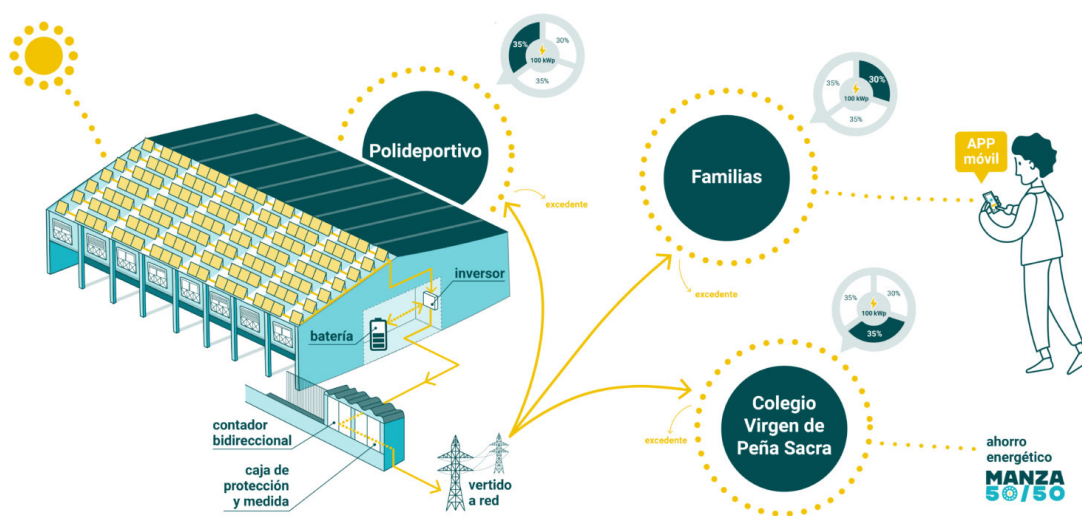 35%
30%
100 kWp
35%
Polideportivo
excedente
35%
30%
100 kWp
35%
Familias
excedente
APP
móvil
inversor
batería
35%
30%
100 kWp
35%
Colegio
Virgen de
Peña Sacra
excedente
contador
bidireccional
caja de
protección
y medida
vertido
a red
ahorro
energético
MANZA
50/50